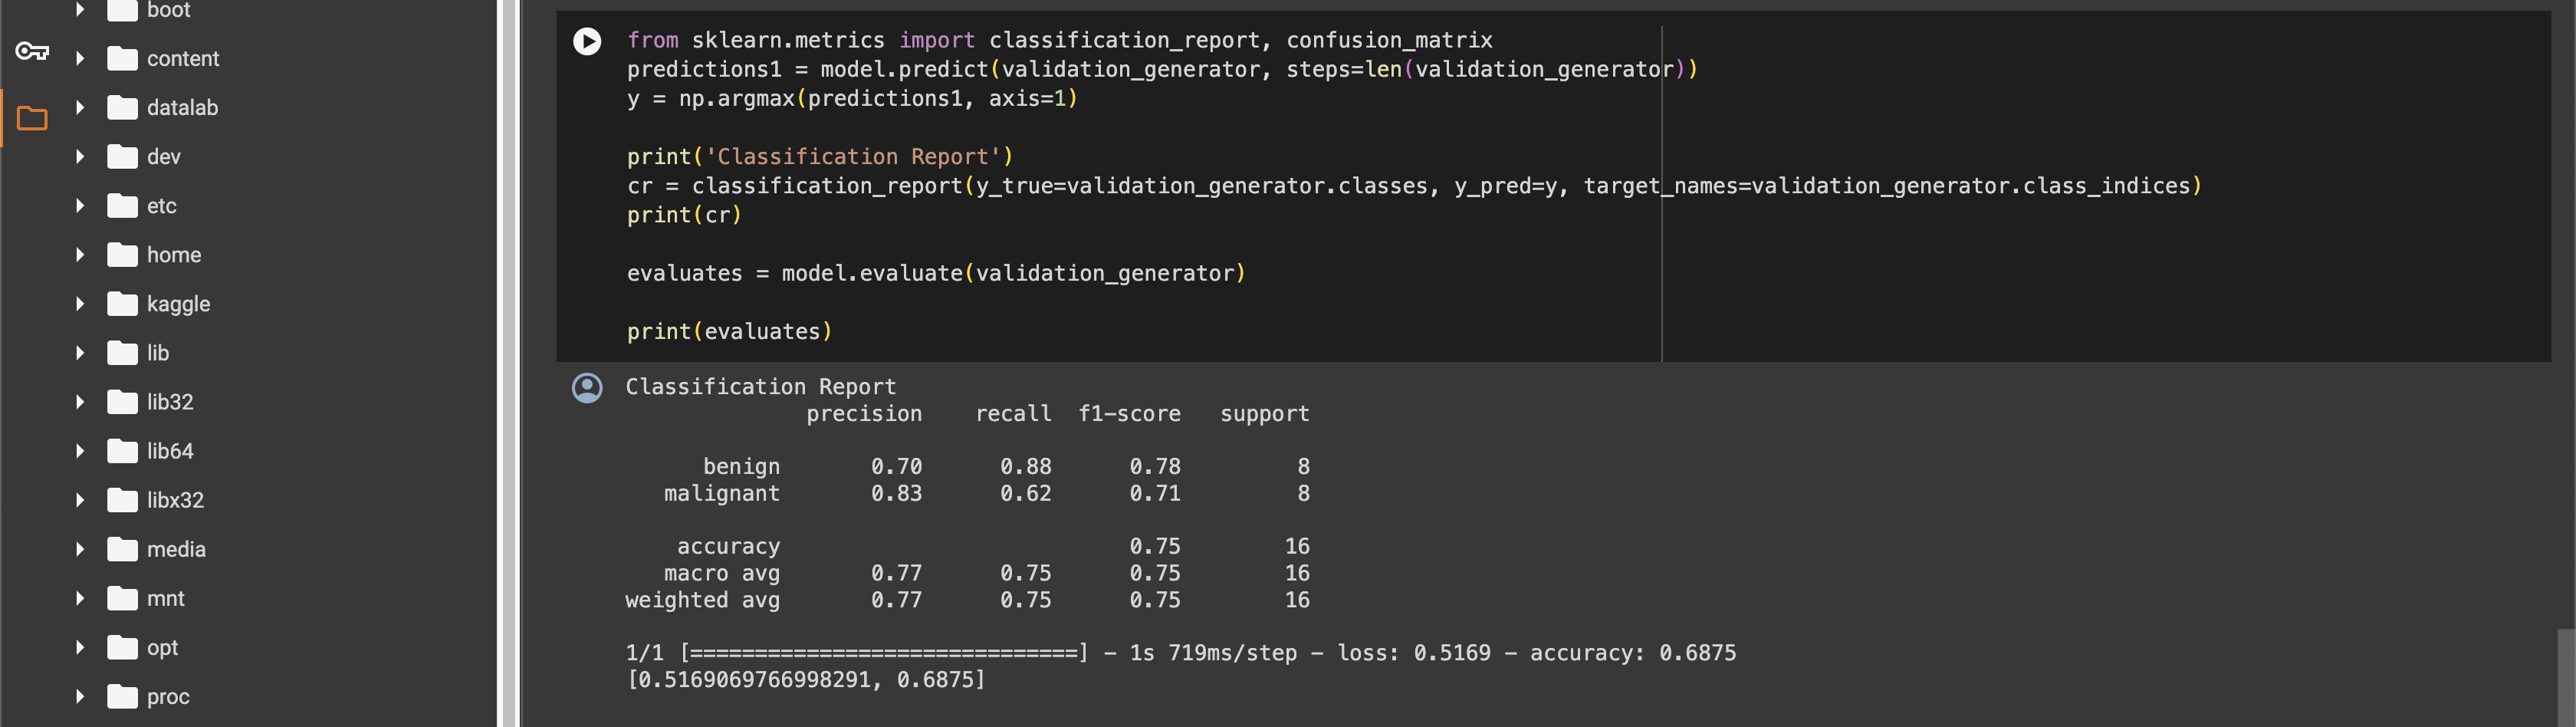 boot
content
datalab
dev
etc
home
kaggle
lib
lib32
lib64
libx32
media
mnt
opt
proc
from sklearn.metrics import classification_report, confusion_matrix
predictions1 = model.predict(validation_generator, steps=len(validation_generator))
y = np.argmax(predictions1, axis=1)
print('Classification Report')
cr = classification_report(y_true=validation_generator.classes, y_pred=y, target_names=validation_generator.class_indices)
print(cr)
evaluates = model.evaluate(validation_generator)
print(evaluates)
Classification Report
precision recall f1-score support
benign 0.70 0.88 0.78 8
malignant 0.83 0.62 0.71 8
accuracy 0.75 16
macro avg 0.77 0.75 0.75 16
weighted avg 0.77 0.75 0.75 16
1/1 [==============================] - 1s 719ms/step - loss: 0.5169 - accuracy: 0.6875
[0.5169069766998291, 0.6875]